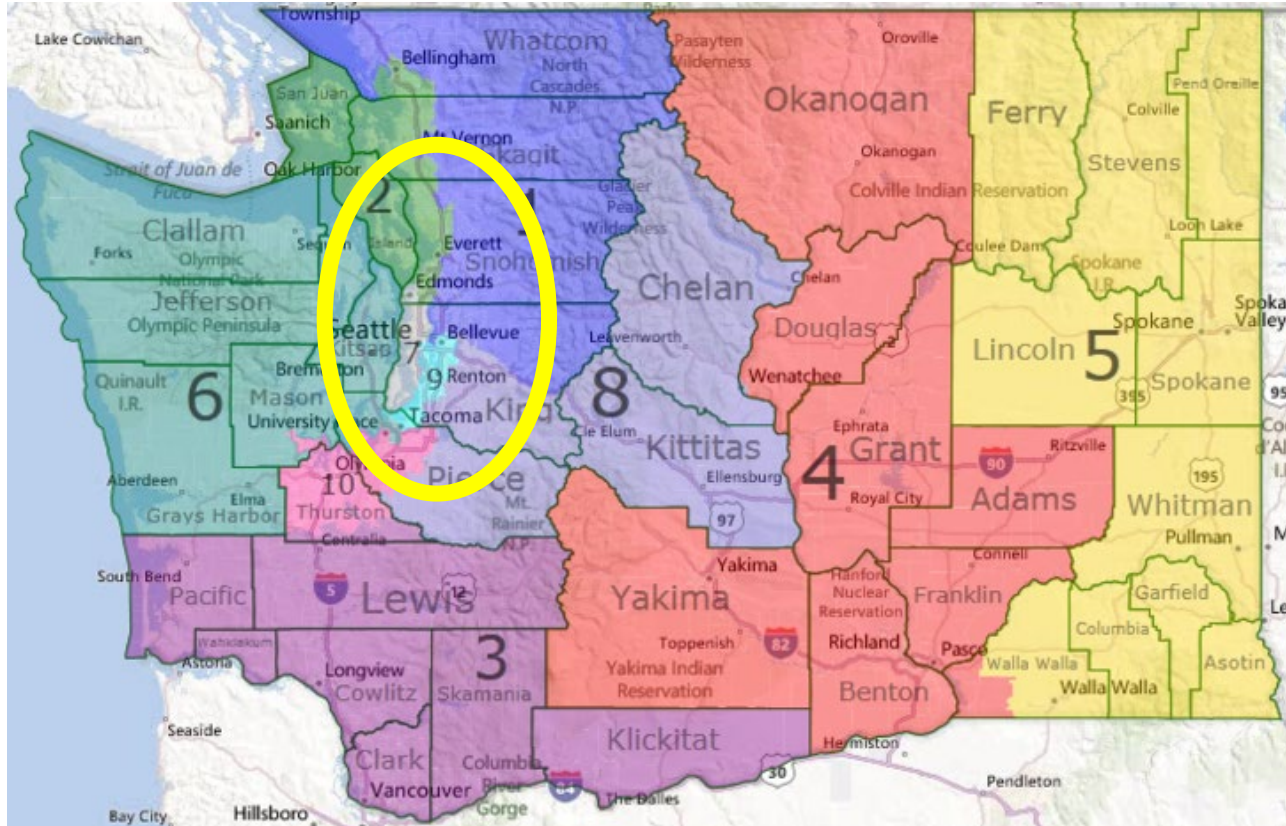 Township
Lake Cowichan
Bellingham
Whatcom
North
Cascades
N.P.
Pasayten
Wilderness
Oroville
Okanogan
Ferry
Pend Oreille
Colville
San Juan
Saanich
Mt Vernon
Skagit
Okanogan
Stevens
Strait of Juan de
Fuca
Oak Harbor
2
1
Glacier
Peak
Wilderness
Colville Indian Reservation
Clallam
Sequim
Island
Everett
Snohomish
Loon Lake
Forks
Olympic
National Park
Coulee Dam
Spokane
I.R.
Edmonds
Chelan
Chelan
Jefferson
Olympic Peninsula
Seattle
Kitsap
7
Bellevue
Leavenworth
Douglas
2
Lincoln
5
Spokane
Spokane
Valley
Quinault
I.R.
6
Bremerton
Mason
9
Renton
8
Wenatchee
395
Spokane
95
University Place
Tacoma
King
Cle Elum
Kittitas
Ephrata
Grant
Ritzville
Olympia
10
Pierce
Ellensburg
4
90
Adams
195
Aberdeen
Elma
Grays Harbor
Thurston
Mt.
Rainier
N.P.
97
Royal City
Whitman
Pullman
Centralia
South Bend
Pacific
5
Lewis
12
Yakima
Yakima
Hanford
Nuclear
Reservation
Connell
Franklin
Garfield
Wahkiakum
Astoria
3
Toppenish
82
Richland
Pasco
Columbia
Longview
Cowlitz
Skamania
Yakima Indian
Reservation
Benton
Walla Walla
Walla Walla
Asotin
Seaside
Clark
Vancouver
Columbia
River
Gorge
Klickitat
Hermiston
30
84
The Dalles
Pendleton
Bay City
Hillsboro